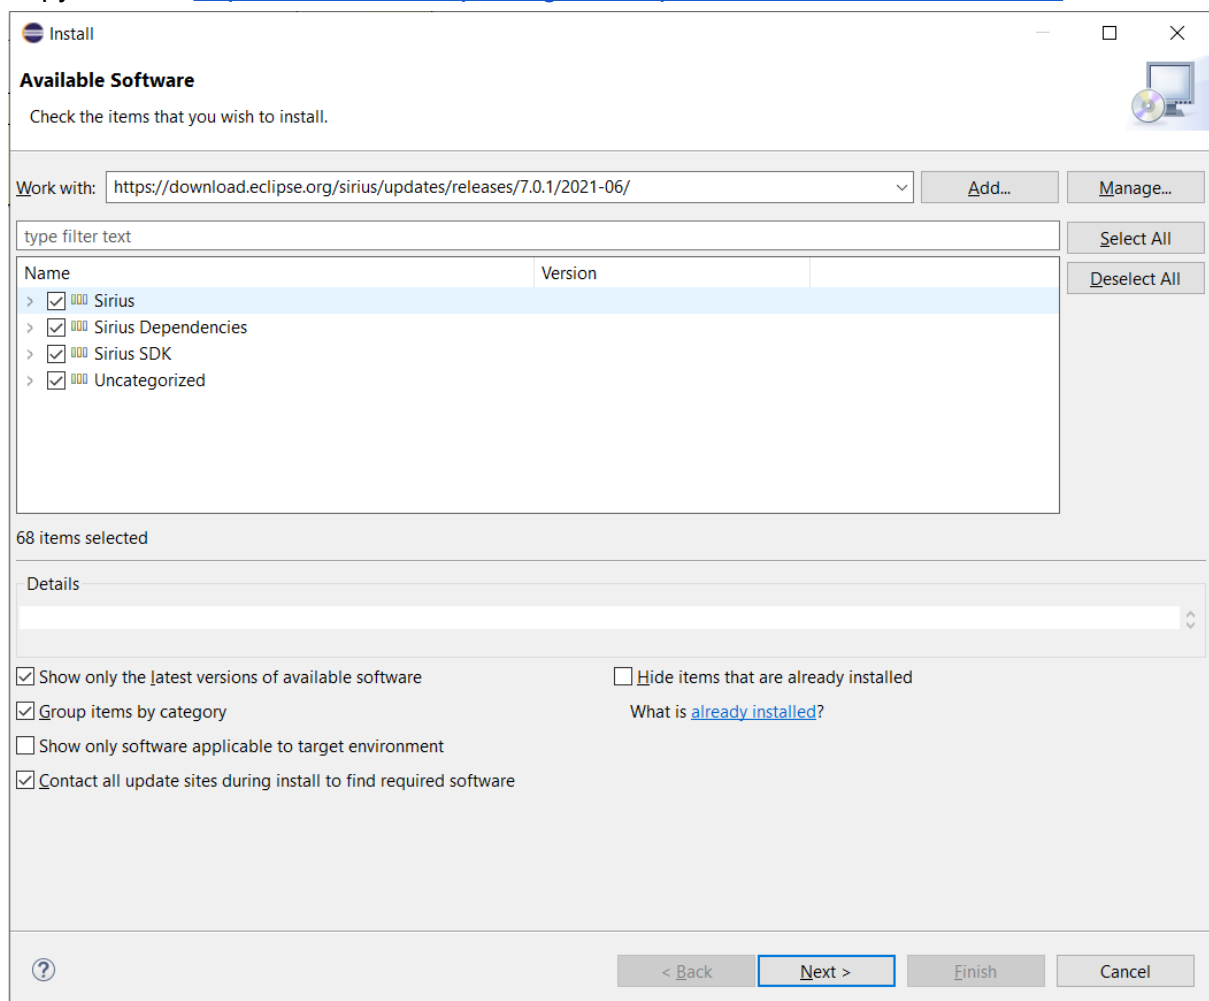 Install
Available Software
Check the items that you wish to install.
Work with: https://download.eclipse.org/sirius/updates/releases/7.0.1/2021-06/ Add... Manage...
type filter text Select All
Name Version Deselect All
Sirius
Sirius Dependencies
Sirius SDK
Uncategorized
68 items selected
Details
Show only the latest versions of available software Hide items that are already installed
Group items by category What is already installed?
Show only software applicable to target environment
Contact all update sites during install to find required software
? < Back Next > Finish Cancel